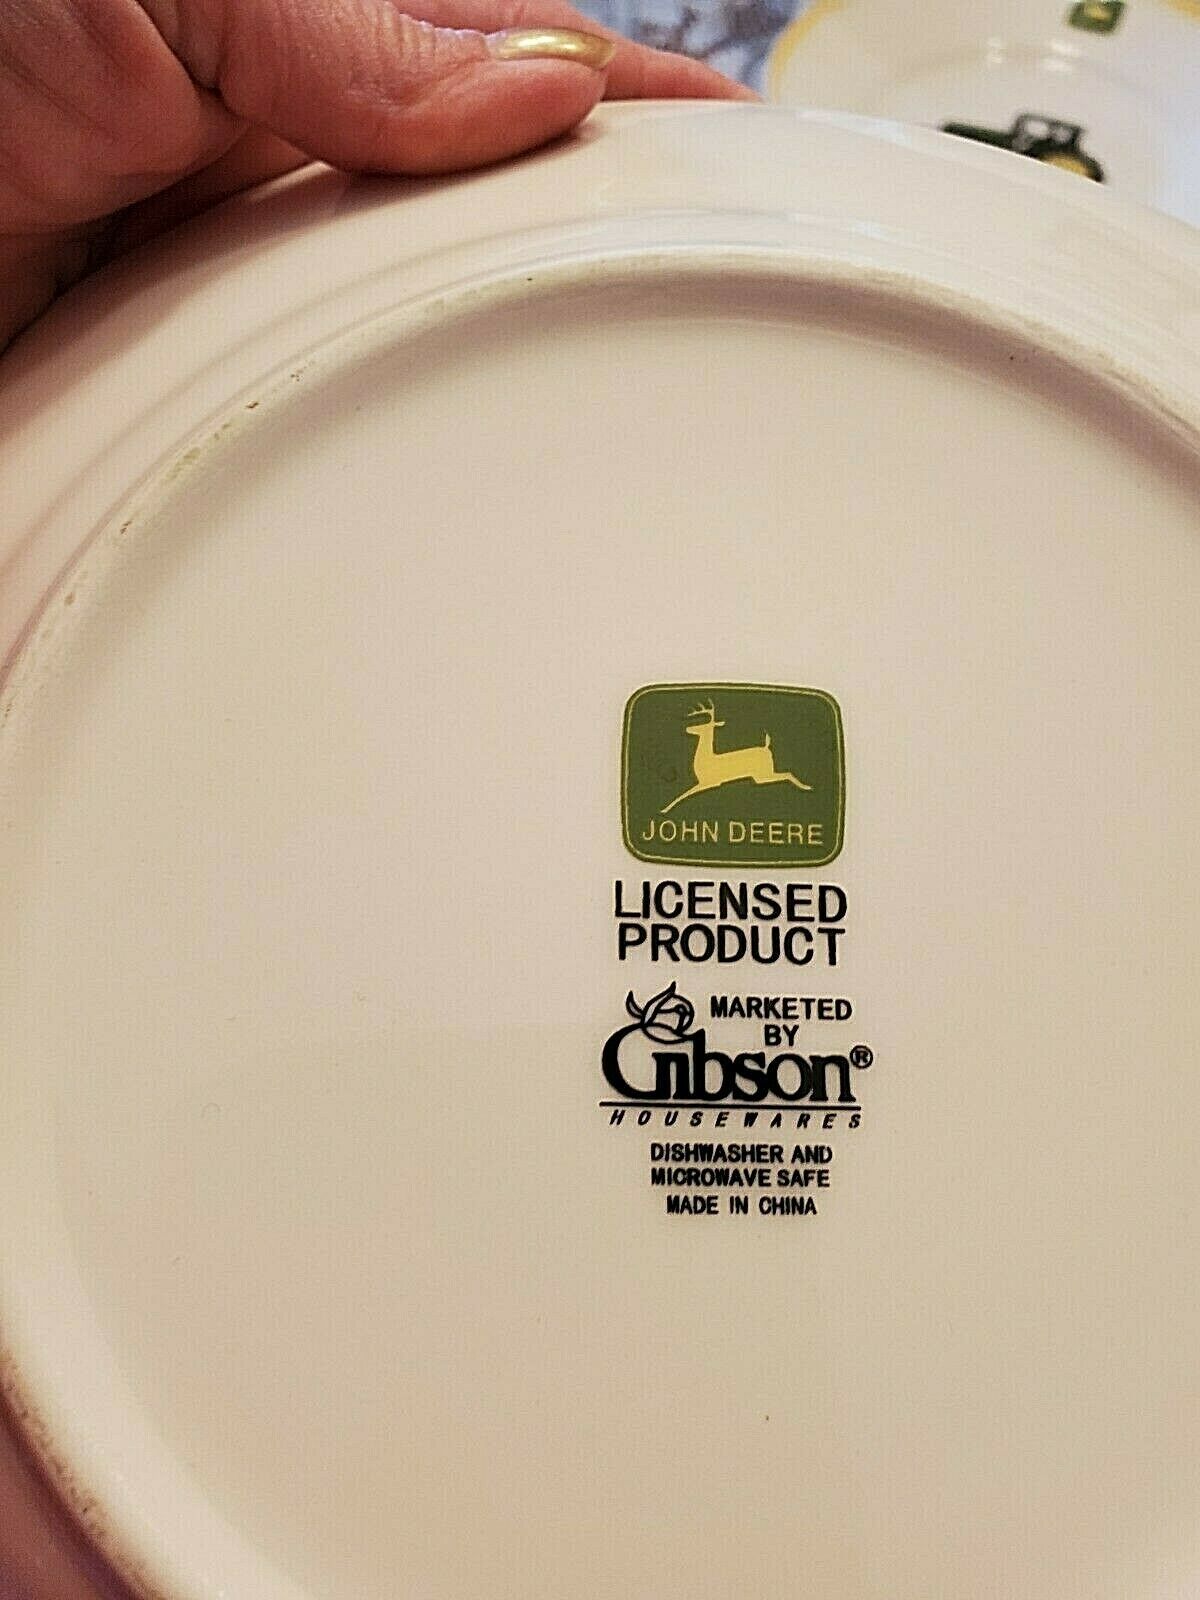 JOHN DEERE
LICENSED
PRODUCT
MARKETED
BY
Gibson®
HOUSEWARES
DISHWASHER AND
MICROWAVE SAFE
MADE IN CHINA